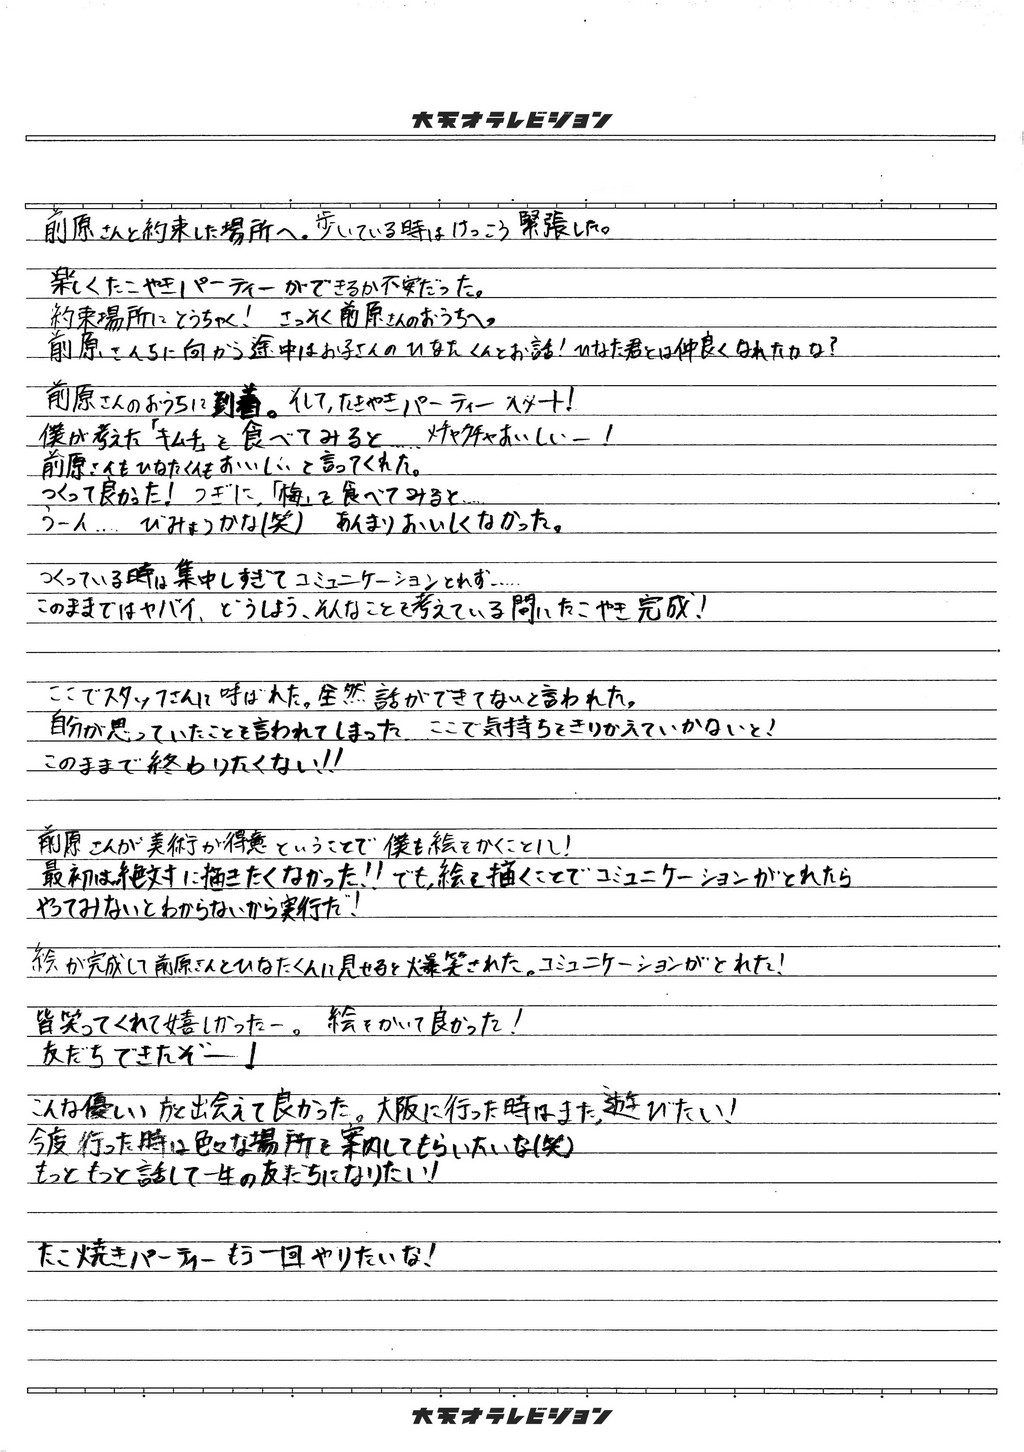 大天才テレビジョン
前原さんと約束した場所へ。歩いている時はけっこう緊張した。
楽しくたこやきパーティーができるか不安だった。
約束場所にとうちゃく! さっそく前原さんのおうちへ。
前原さんちに向かう途中はお子さんのひなたくんとお話!ひなた君とは仲良くなれたかな?
前原さんのおうちに到着。そして,たきやきパーティースタート!
僕が考えた「キムチ」を食べてみると……メチャクチャおいしいー!
前原さんもひなたくんもおいしいと言ってくれた。
つくって良かった! つぎに,「梅」を食べてみると……
うーん…. びみょうかな(笑) あんまりおいしくなかった。
つくっている時は集中しすぎてコミュニケーションとれず……
このままではヤバイ、どうしよう、そんなことを考えている間にたこやき完成!
ここでスタッフさんに呼ばれた。全然話ができてないと言われた。
自分が思っていたことを言われてしまった…ここで気持ちをきりかえていかないと!
このままで終わりたくない!!
前原さんが美術が得意ということで僕も絵をかくことに!
最初は絶対に描きたくなかった!!でも,絵を描くことでコミュニケーションがとれたら
やってみないとわからないから実行だ!
絵が完成して前原さんとひなたくんに見せると爆笑された。コミュニケーションがとれた!
皆笑ってくれて嬉しかったー。 絵をかいて良かった!
友だちできたぞー!
こんな優しい方と出会えて良かった。大阪に行った時はまた,遊びたい!
今度行った時は色々な場所を案内してもらいたいな(笑)
もっともっと話して一生の友だちになりたい!
たこ焼きパーティーもう一回やりたいな!
大天才テレビジョン